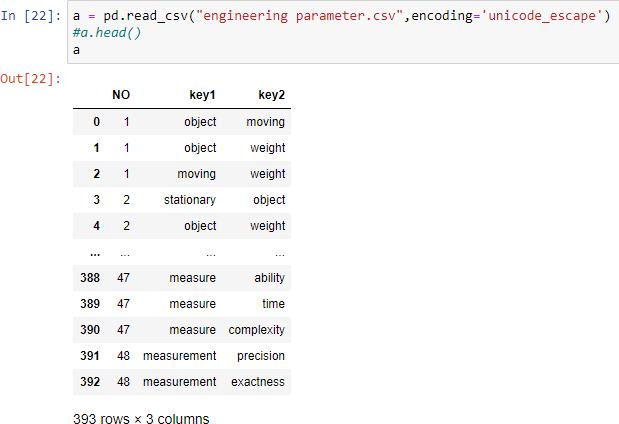 In [22]: a = pd.read_csv("engineering parameter.csv",encoding='unicode_escape')
#a.head()
a
Out[22]:
NO key1 key2
0 1 object moving
1 1 object weight
2 1 moving weight
3 2 stationary object
4 2 object weight
... ... ... ...
388 47 measure ability
389 47 measure time
390 47 measure complexity
391 48 measurement precision
392 48 measurement exactness
393 rows × 3 columns